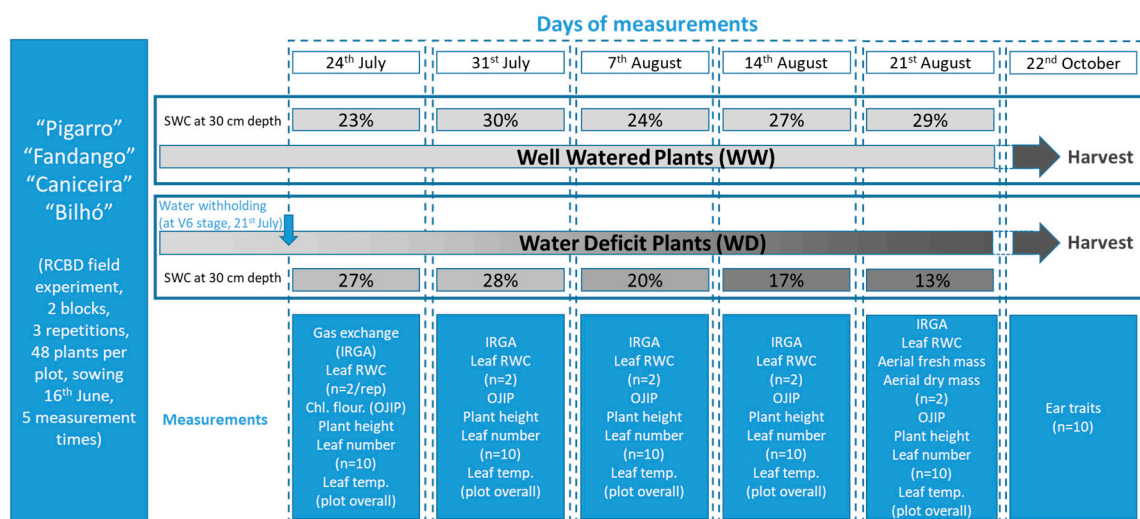 Days of measurements
24th July
31st July
7th August
14th August
21st August
22nd October
“Pigarro”
“Fandango”
“Caniceira”
“Bilhó”
(RCBD field
experiment,
2 blocks,
3 repetitions,
48 plants per
plot, sowing
16th June,
5 measurement
times)
SWC at 30 cm depth
23%
30%
24%
27%
29%
Well Watered Plants (WW)
Harvest
Water withholding
(at V6 stage, 21st July)
Water Deficit Plants (WD)
Harvest
SWC at 30 cm depth
27%
28%
20%
17%
13%
Measurements
Gas exchange
(IRGA)
Leaf RWC
(n=2/rep)
Chl. flour. (OJIP)
Plant height
Leaf number
(n=10)
Leaf temp.
(plot overall)
IRGA
Leaf RWC
(n=2)
OJIP
Plant height
Leaf number
(n=10)
Leaf temp.
(plot overall)
IRGA
Leaf RWC
(n=2)
OJIP
Plant height
Leaf number
(n=10)
Leaf temp.
(plot overall)
IRGA
Leaf RWC
(n=2)
OJIP
Plant height
Leaf number
(n=10)
Leaf temp.
(plot overall)
IRGA
Leaf RWC
Aerial fresh mass
Aerial dry mass
(n=2)
OJIP
Plant height
Leaf number
(n=10)
Leaf temp.
(plot overall)
Ear traits
(n=10)